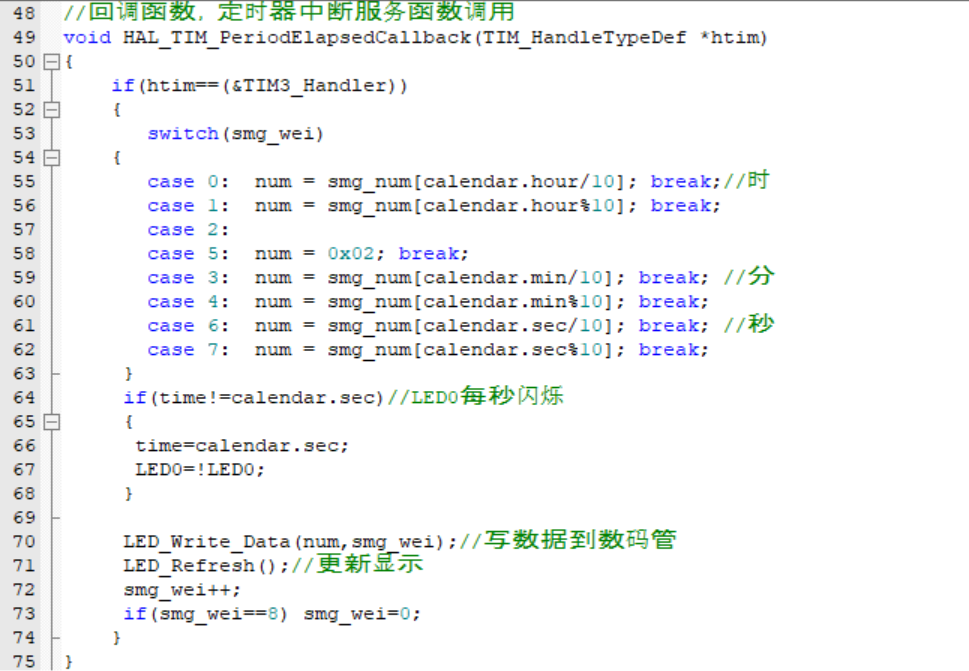 48 //回调函数, 定时器中断服务函数调用
49 void HAL_TIM_PeriodElapsedCallback(TIM_HandleTypeDef *htim)
50 {
51 if(htim==(&TIM3_Handler))
52 {
53 switch(smg_wei)
54 {
55 case 0: num = smg_num[calendar.hour/10]; break;//时
56 case 1: num = smg_num[calendar.hour%10]; break;
57 case 2:
58 case 5: num = 0x02; break;
59 case 3: num = smg_num[calendar.min/10]; break; //分
60 case 4: num = smg_num[calendar.min%10]; break;
61 case 6: num = smg_num[calendar.sec/10]; break; //秒
62 case 7: num = smg_num[calendar.sec%10]; break;
63 }
64 if(time!=calendar.sec)//LED0每秒闪烁
65 {
66 time=calendar.sec;
67 LED0=!LED0;
68 }
69
70 LED_Write_Data(num,smg_wei);//写数据到数码管
71 LED_Refresh();//更新显示
72 smg_wei++;
73 if(smg_wei==8) smg_wei=0;
74 }
75 }